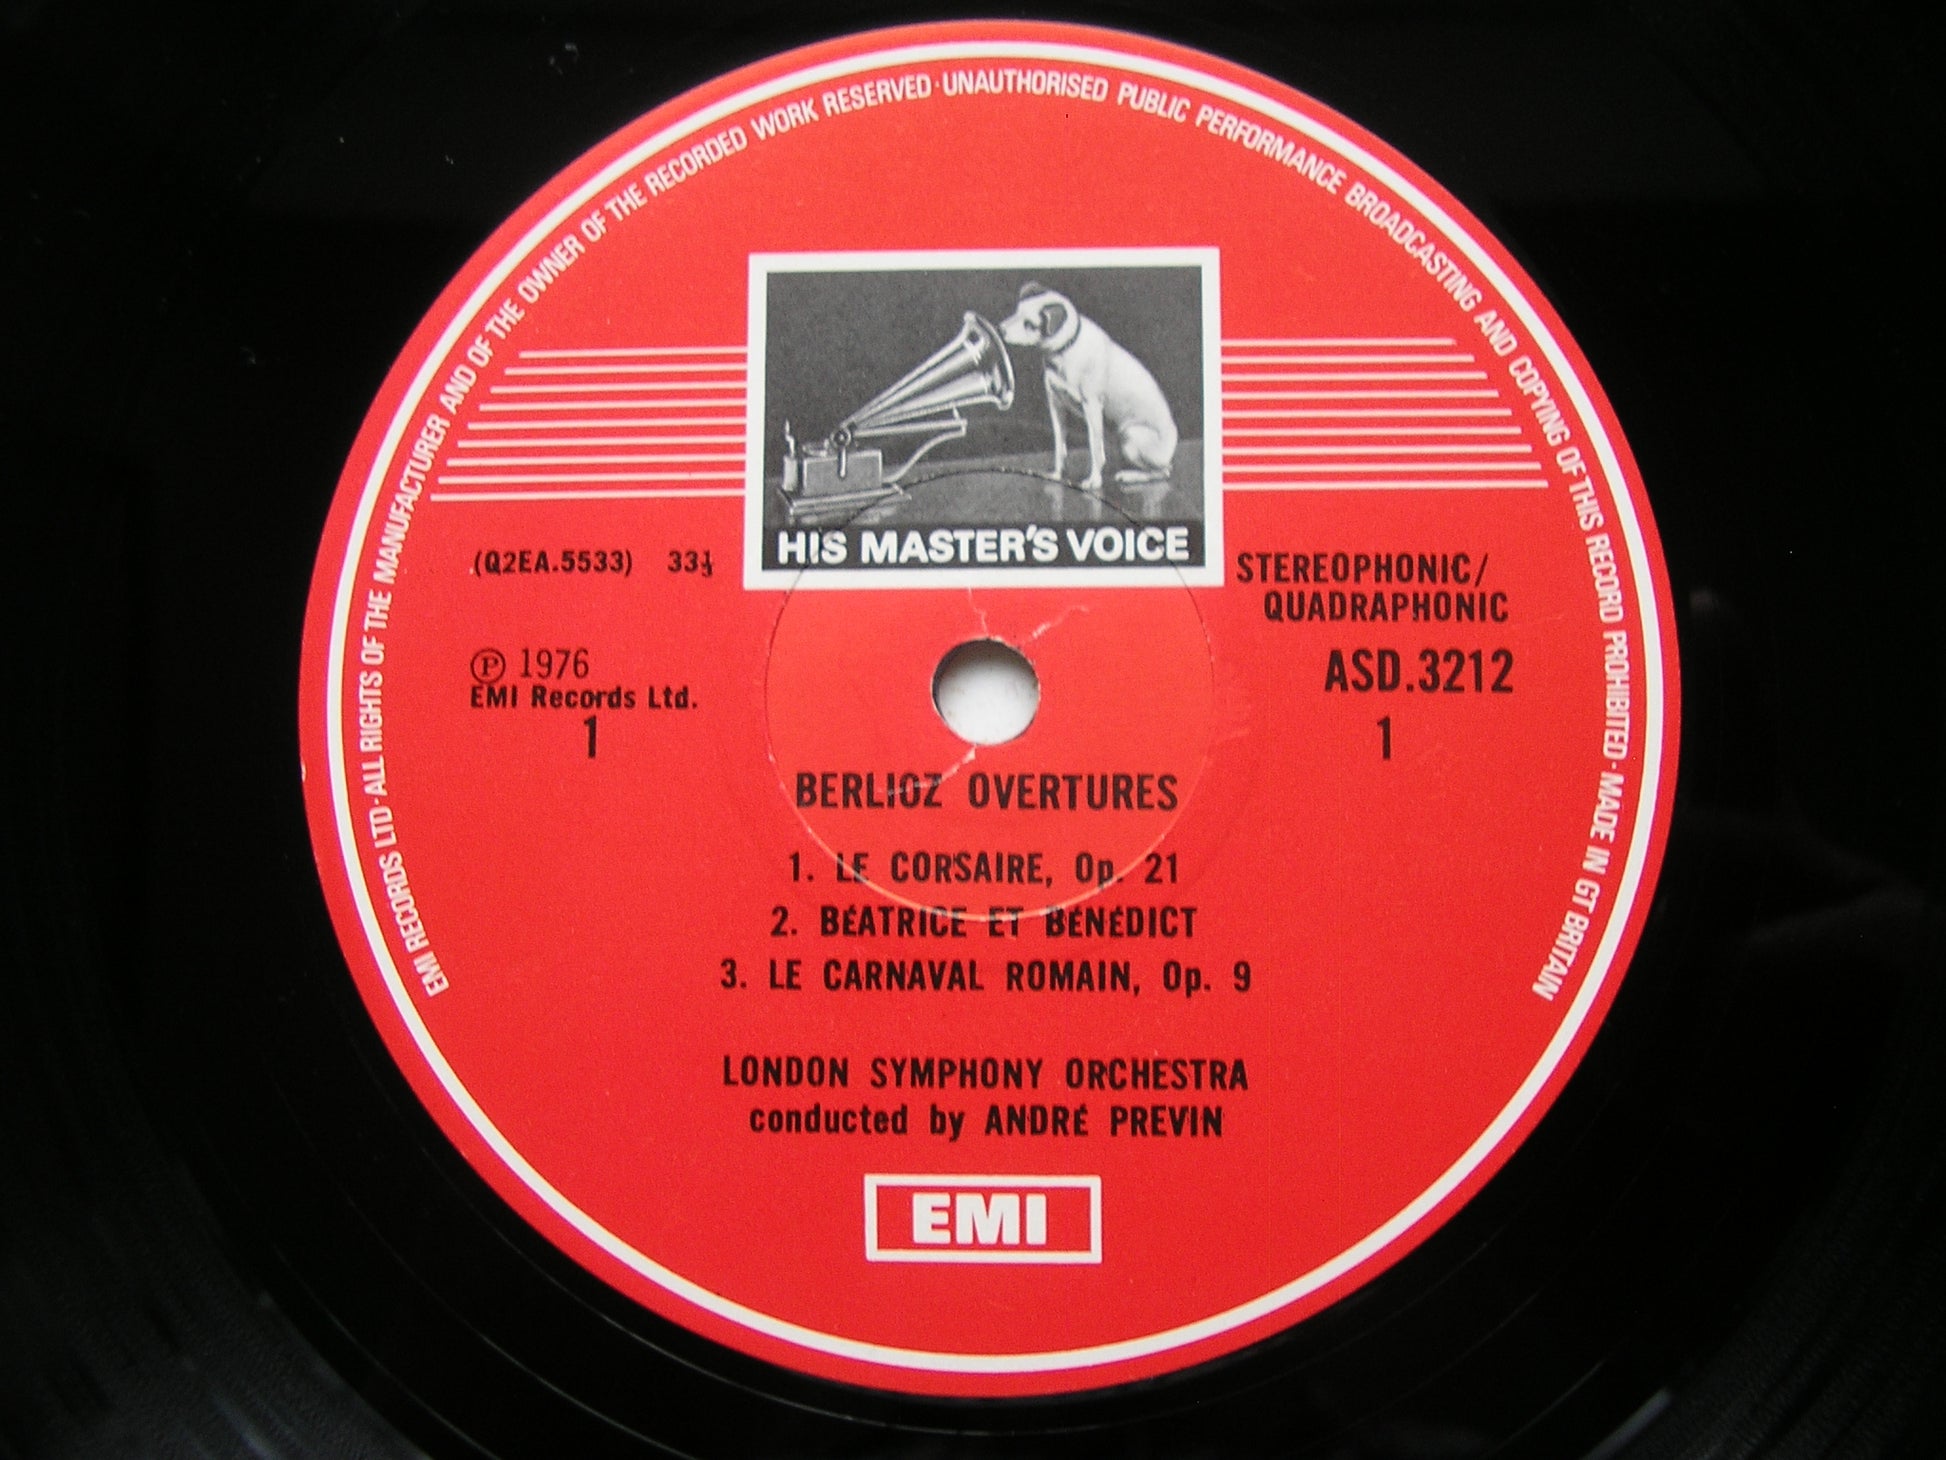 EMI RECORDS LTD·ALL RIGHTS OF THE MANUFACTURER AND OF THE OWNER OF THE RECORDED WORK RESERVED·UNAUTHORISED PUBLIC PERFORMANCE BROADCASTING AND COPYING OF THIS RECORD PROHIBITED·MADE IN GT BRITAIN
HIS MASTER'S VOICE
(Q2EA.5533) 33⅓
STEREOPHONIC/
QUADRAPHONIC
℗ 1976
EMI Records Ltd.
1
ASD.3212
1
BERLIOZ OVERTURES
1. LE CORSAIRE, Op. 21
2. BÉATRICE ET BÉNÉDICT
3. LE CARNAVAL ROMAIN, Op. 9
LONDON SYMPHONY ORCHESTRA
conducted by ANDRÉ PREVIN
EMI